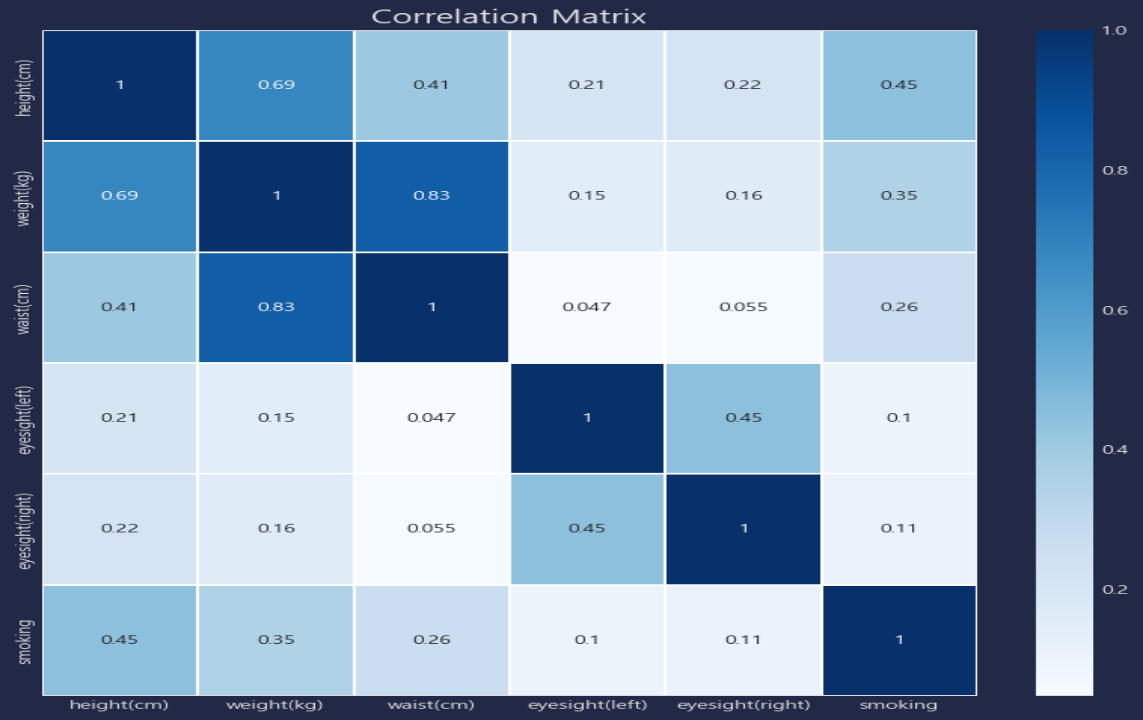 Correlation Matrix
height(cm) 1 0.69 0.41 0.21 0.22 0.45
weight(kg) 0.69 1 0.83 0.15 0.16 0.35
waist(cm) 0.41 0.83 1 0.047 0.055 0.26
eyesight(left) 0.21 0.15 0.047 1 0.45 0.1
eyesight(right) 0.22 0.16 0.055 0.45 1 0.11
smoking 0.45 0.35 0.26 0.1 0.11 1
height(cm) weight(kg) waist(cm) eyesight(left) eyesight(right) smoking
1.0
0.8
0.6
0.4
0.2